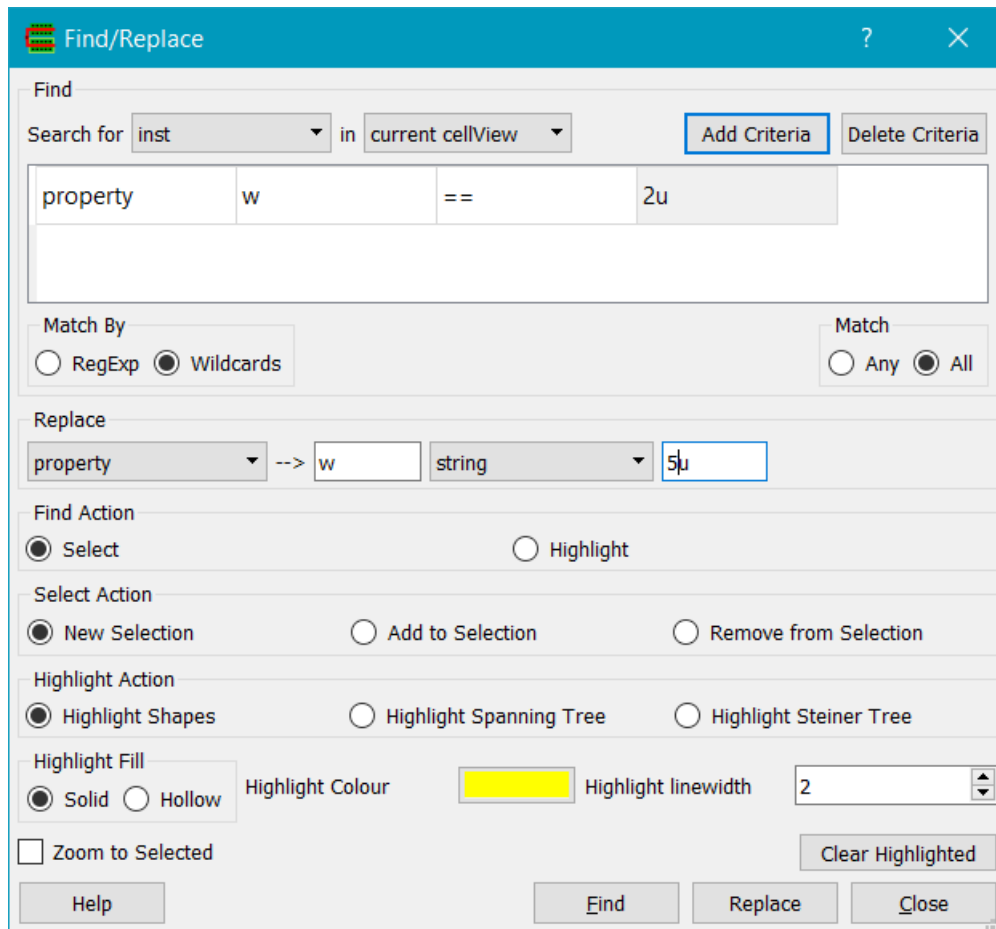 Find/Replace ?
Find
Search for inst in current cellView Add Criteria Delete Criteria
property w == 2u
Match By Match
RegExp Wildcards Any All
Replace
property --> w string 5u
Find Action
Select Highlight
Select Action
New Selection Add to Selection Remove from Selection
Highlight Action
Highlight Shapes Highlight Spanning Tree Highlight Steiner Tree
Highlight Fill
Solid Hollow Highlight Colour Highlight linewidth 2
Zoom to Selected Clear Highlighted
Help Find Replace Close